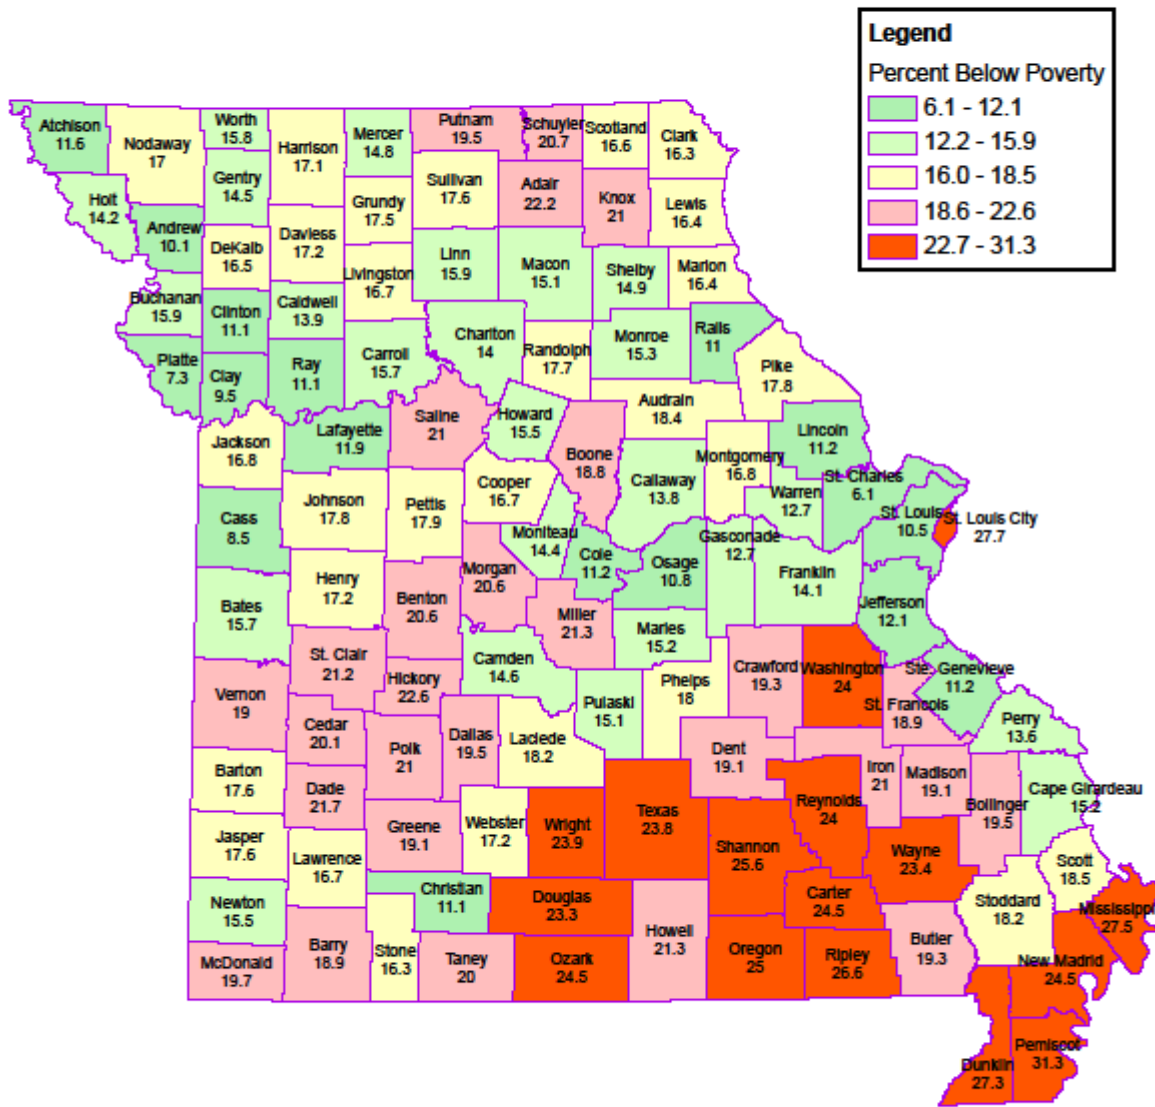 Legend
Percent Below Poverty
6.1 - 12.1
12.2 - 15.9
16.0 - 18.5
18.6 - 22.6
22.7 - 31.3
Atchison
11.6
Nodaway
17
Worth
15.8
Harrison
17.1
Mercer
14.8
Putnam
19.5
Schuyler
20.7
Scotland
16.6
Clark
16.3
Holt
14.2
Andrew
10.1
Gentry
14.5
DeKalb
16.5
Daviess
17.2
Grundy
17.5
Sullivan
17.6
Adair
22.2
Knox
21
Lewis
16.4
Buchanan
15.9
Clinton
11.1
Caldwell
13.9
Livingston
16.7
Linn
15.9
Macon
15.1
Shelby
14.9
Marion
16.4
Platte
7.3
Clay
9.5
Ray
11.1
Carroll
15.7
Chariton
14
Randolph
17.7
Monroe
15.3
Ralls
11
Pike
17.8
Jackson
16.8
Lafayette
11.9
Saline
21
Howard
15.5
Boone
18.8
Audrain
18.4
Callaway
13.8
Montgomery
16.8
Lincoln
11.2
Warren
12.7
St. Charles
6.1
St. Louis
10.5
St. Louis City
27.7
Cass
8.5
Johnson
17.8
Pettis
17.9
Cooper
16.7
Moniteau
14.4
Cole
11.2
Osage
10.8
Gasconade
12.7
Franklin
14.1
Jefferson
12.1
Bates
15.7
Henry
17.2
Benton
20.6
Morgan
20.6
Miller
21.3
Maries
15.2
Camden
14.6
Pulaski
15.1
Phelps
18
Crawford
19.3
Washington
24
Ste. Genevieve
11.2
St. Francois
18.9
Perry
13.6
Vernon
19
St. Clair
21.2
Hickory
22.6
Cedar
20.1
Polk
21
Dallas
19.5
Laclede
18.2
Dent
19.1
Iron
21
Madison
19.1
Bollinger
19.5
Cape Girardeau
15.2
Barton
17.6
Dade
21.7
Greene
19.1
Webster
17.2
Wright
23.9
Texas
23.8
Shannon
25.6
Reynolds
24
Wayne
23.4
Scott
18.5
Jasper
17.6
Lawrence
16.7
Christian
11.1
Douglas
23.3
Howell
21.3
Carter
24.5
Butler
19.3
Stoddard
18.2
Mississippi
27.5
Newton
15.5
McDonald
19.7
Barry
18.9
Stone
16.3
Taney
20
Ozark
24.5
Oregon
25
Ripley
26.6
New Madrid
24.5
Pemiscot
31.3
Dunklin
27.3